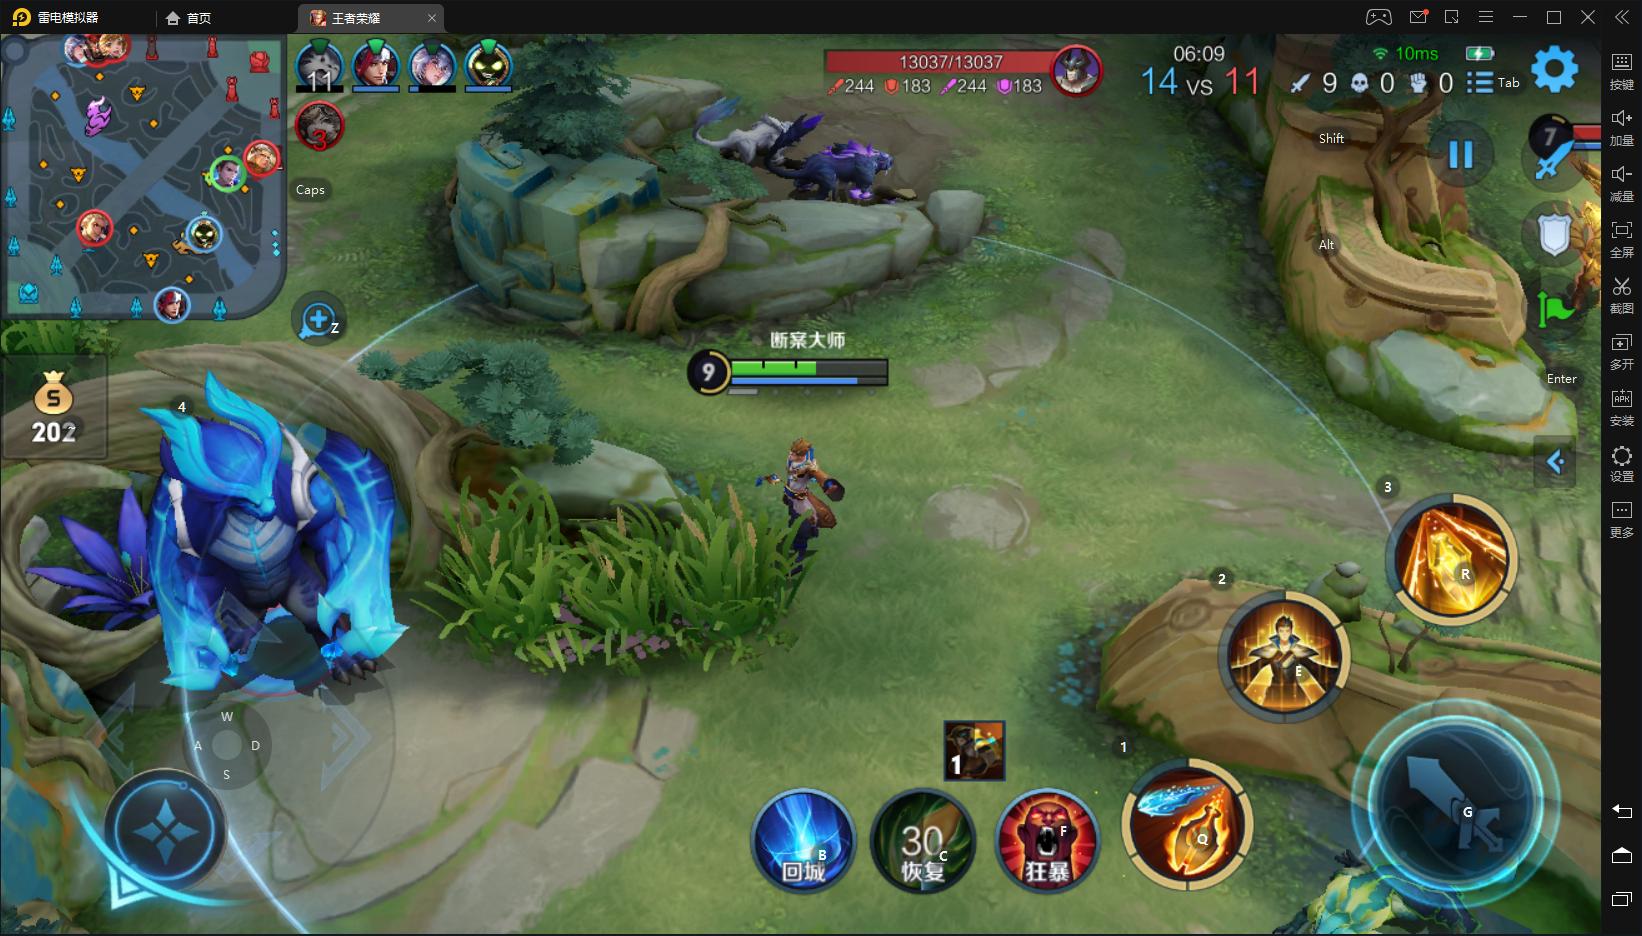 雷电模拟器
首页
王者荣耀
11
3
Caps
13037/13037
244
183
244
183
06:09
14 VS 11
10ms
9
0
0
Tab
Shift
7
Alt
Enter
Z
S
202
4
断案大师
9
3
R
2
E
W
A
D
S
1
1
G
B
回城
30
C
恢复
F
狂暴
Q
按键
加量
减量
全屏
截图
多开
APK
安装
设置
更多